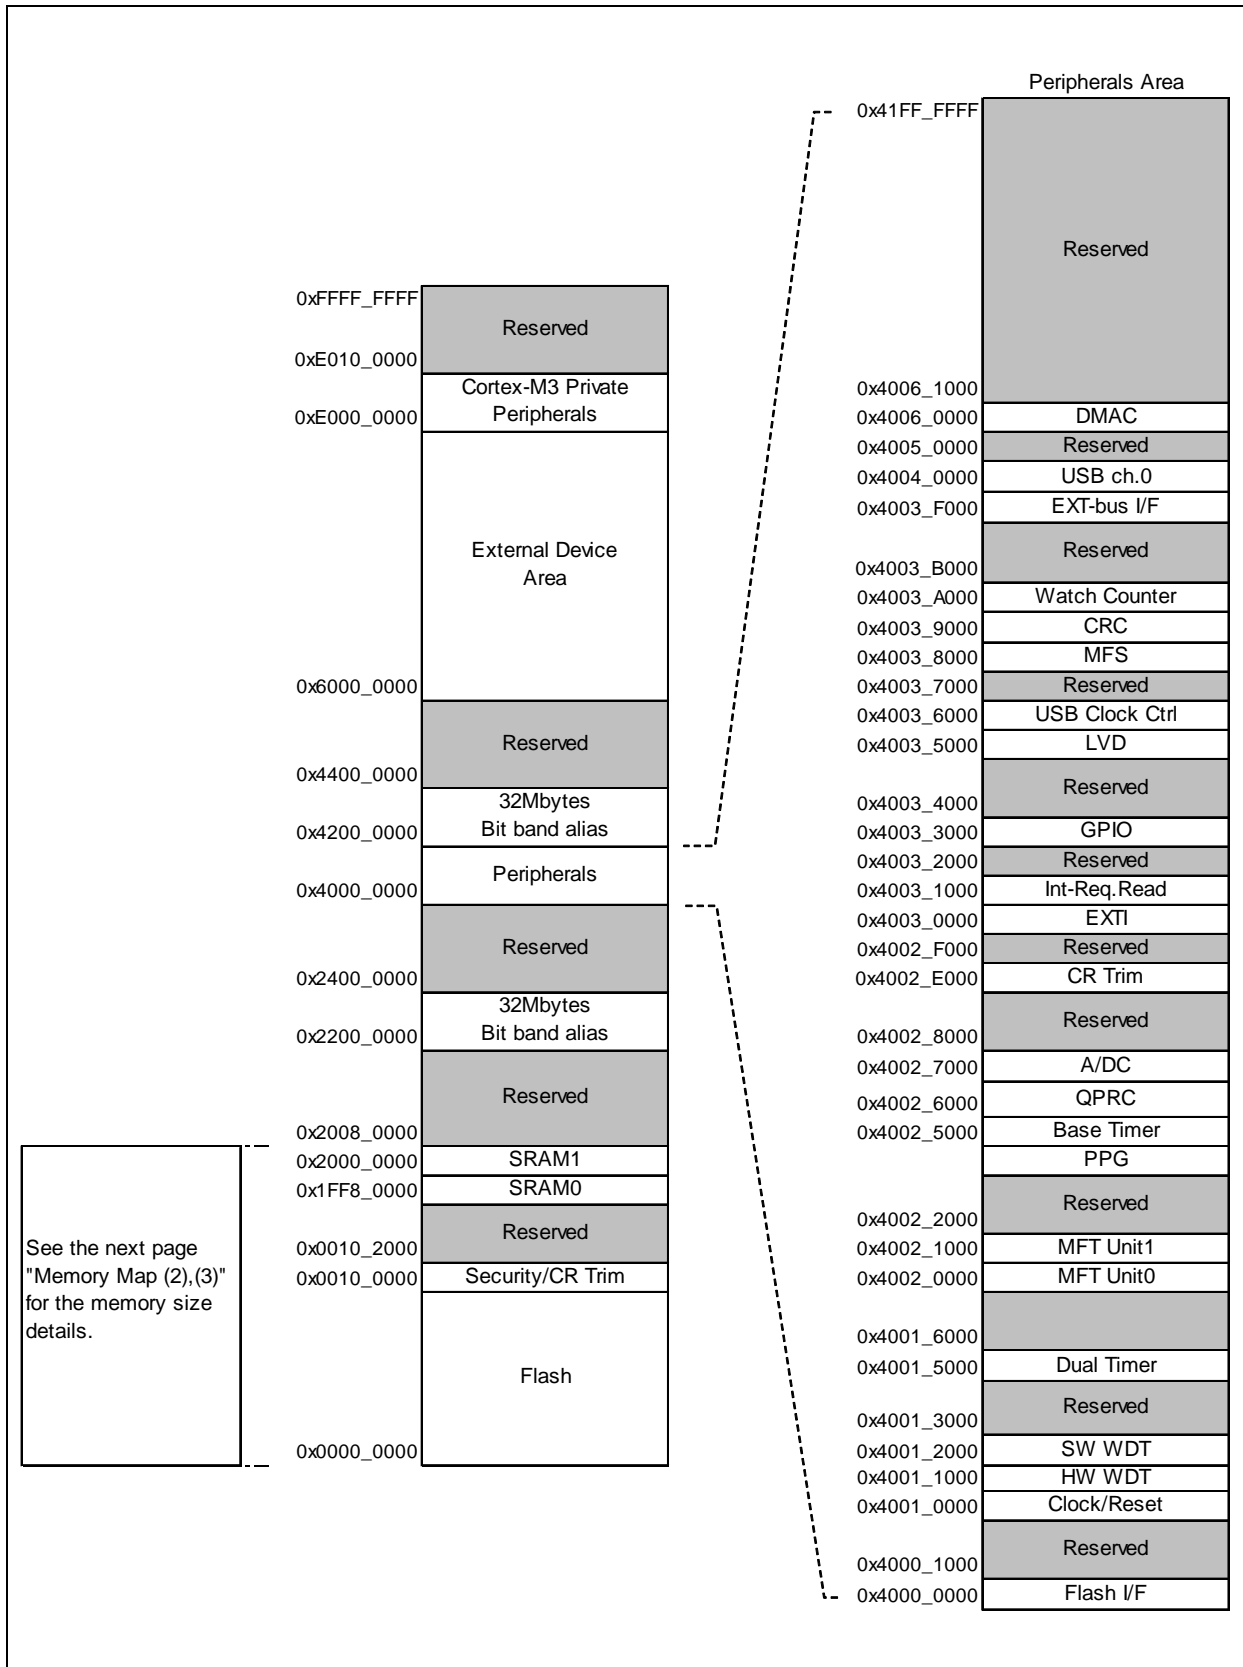 Peripherals Area
0x41FF_FFFF
Reserved
0x4006_1000
0x4006_0000 DMAC
0x4005_0000 Reserved
0x4004_0000 USB ch.0
0x4003_F000 EXT-bus I/F
Reserved
0x4003_B000
0x4003_A000 Watch Counter
0x4003_9000 CRC
0x4003_8000 MFS
0x4003_7000 Reserved
0x4003_6000 USB Clock Ctrl
0x4003_5000 LVD
Reserved
0x4003_4000
0x4003_3000 GPIO
0x4003_2000 Reserved
0x4003_1000 Int-Req.Read
0x4003_0000 EXTI
0x4002_F000 Reserved
0x4002_E000 CR Trim
Reserved
0x4002_8000
0x4002_7000 A/DC
0x4002_6000 QPRC
0x4002_5000 Base Timer
PPG
Reserved
0x4002_2000
0x4002_1000 MFT Unit1
0x4002_0000 MFT Unit0
0x4001_6000
0x4001_5000 Dual Timer
Reserved
0x4001_3000
0x4001_2000 SW WDT
0x4001_1000 HW WDT
0x4001_0000 Clock/Reset
Reserved
0x4000_1000
0x4000_0000 Flash I/F
0xFFFF_FFFF
Reserved
0xE010_0000
Cortex-M3 Private
0xE000_0000 Peripherals
External Device
Area
0x6000_0000
Reserved
0x4400_0000
32Mbytes
0x4200_0000 Bit band alias
Peripherals
0x4000_0000
Reserved
0x2400_0000
32Mbytes
0x2200_0000 Bit band alias
Reserved
0x2008_0000
0x2000_0000 SRAM1
0x1FF8_0000 SRAM0
Reserved
0x0010_2000
0x0010_0000 Security/CR Trim
Flash
0x0000_0000
See the next page
"Memory Map (2),(3)"
for the memory size
details.